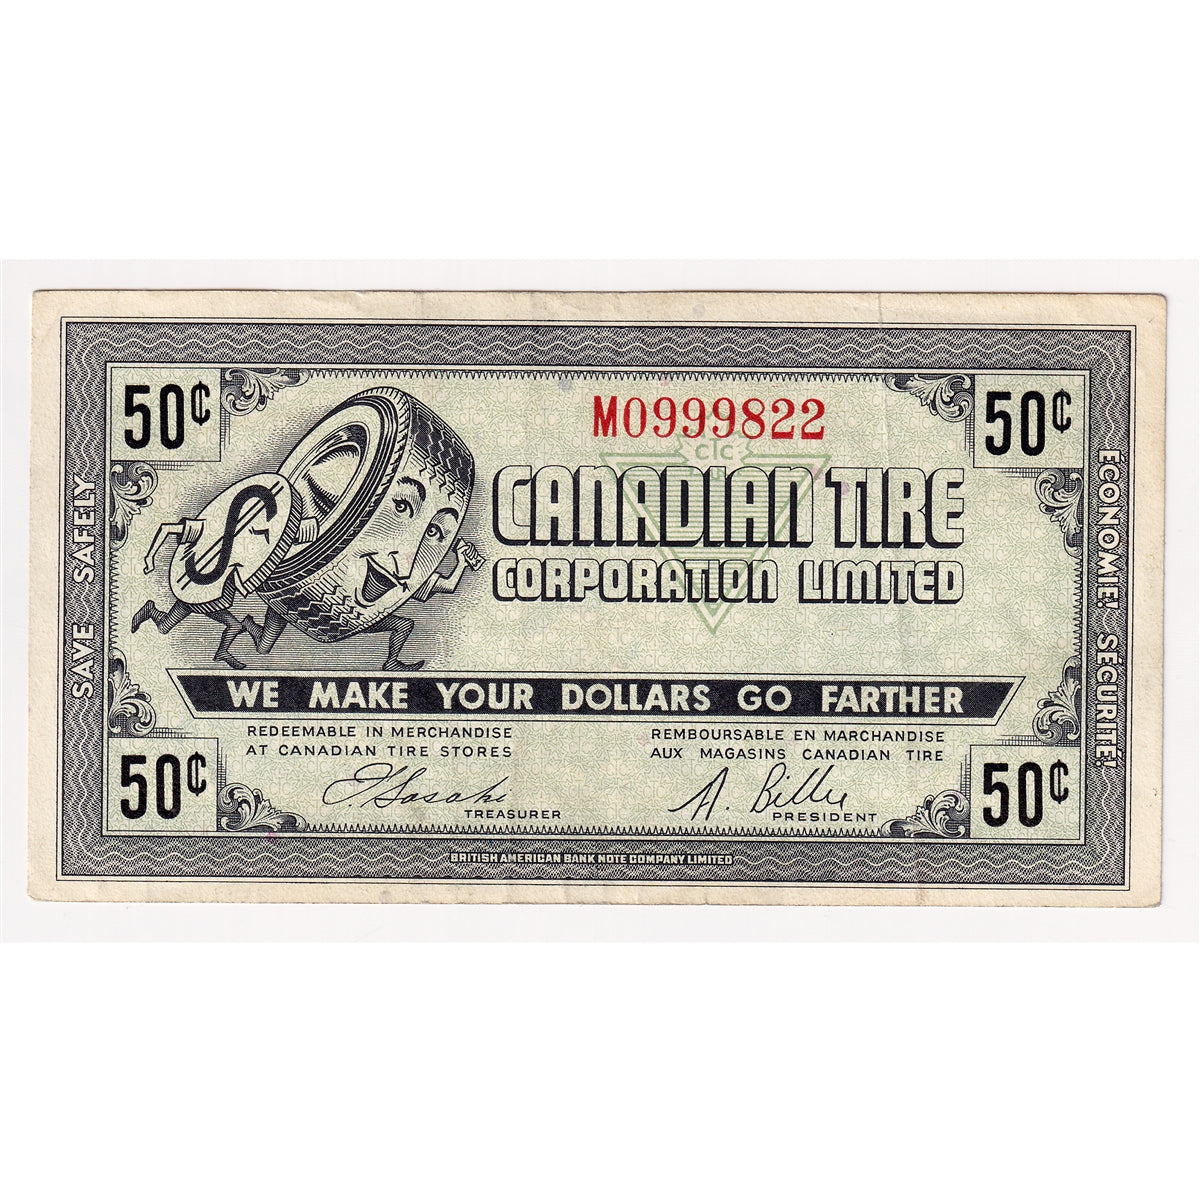 50¢
M0999822
50¢
CTC
CANADIAN TIRE
CORPORATION LIMITED
$
SAVE SAFELY
ÉCONOMIE! SÉCURITÉ!
WE MAKE YOUR DOLLARS GO FARTHER
REDEEMABLE IN MERCHANDISE
AT CANADIAN TIRE STORES
REMBOURSABLE EN MARCHANDISE
AUX MAGASINS CANADIAN TIRE
50¢
TREASURER
A. Billes
PRESIDENT
50¢
BRITISH AMERICAN BANK NOTE COMPANY LIMITED